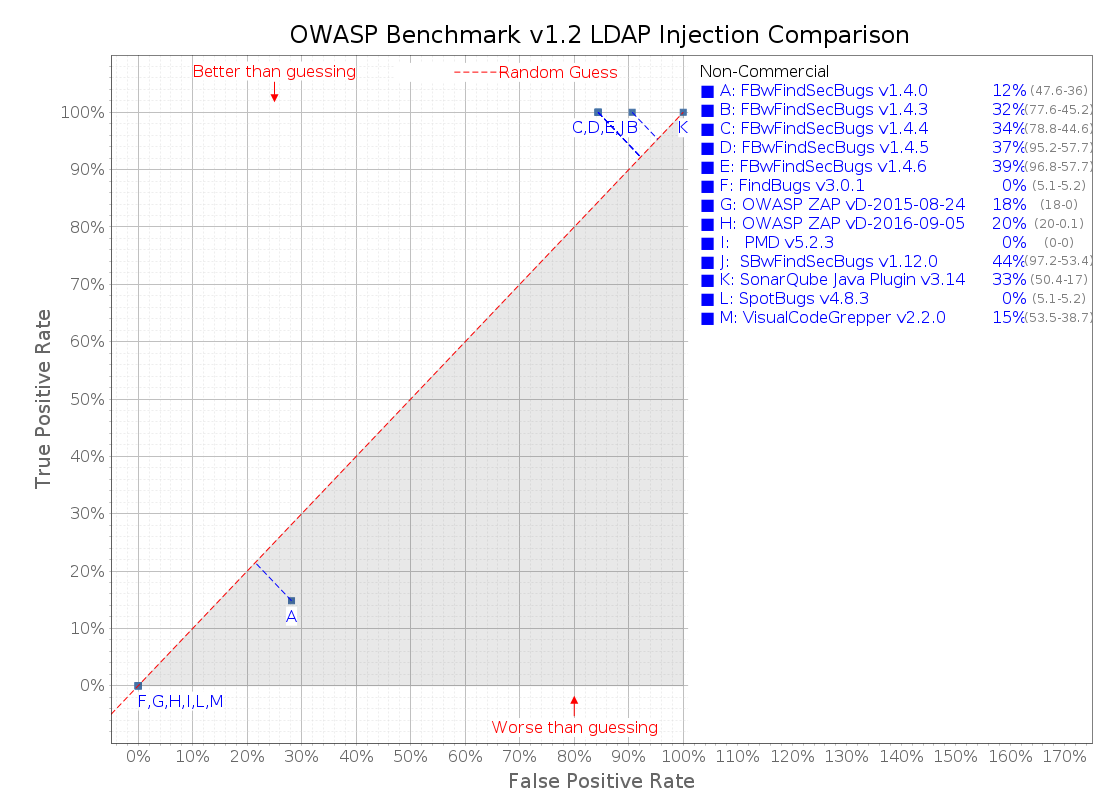 OWASP Benchmark v1.2 LDAP Injection Comparison
Better than guessing
Random Guess
Non-Commercial
A: FBwFindSecBugs v1.4.0 12% (47.6-36)
B: FBwFindSecBugs v1.4.3 32% (77.6-45.2)
C: FBwFindSecBugs v1.4.4 34% (78.8-44.6)
D: FBwFindSecBugs v1.4.5 37% (95.2-57.7)
E: FBwFindSecBugs v1.4.6 39% (96.8-57.7)
F: FindBugs v3.0.1 0% (5.1-5.2)
G: OWASP ZAP vD-2015-08-24 18% (18-0)
H: OWASP ZAP vD-2016-09-05 20% (20-0.1)
I: PMD v5.2.3 0% (0-0)
J: SBwFindSecBugs v1.12.0 44% (97.2-53.4)
K: SonarQube Java Plugin v3.14 33% (50.4-17)
L: SpotBugs v4.8.3 0% (5.1-5.2)
M: VisualCodeGrepper v2.2.0 15% (53.5-38.7)
100%
C,D,E,J
B
K
90%
80%
70%
60%
50%
40%
30%
20%
10%
0%
True Positive Rate
A
F,G,H,I,L,M
Worse than guessing
0% 10% 20% 30% 40% 50% 60% 70% 80% 90% 100% 110% 120% 130% 140% 150% 160% 170%
False Positive Rate